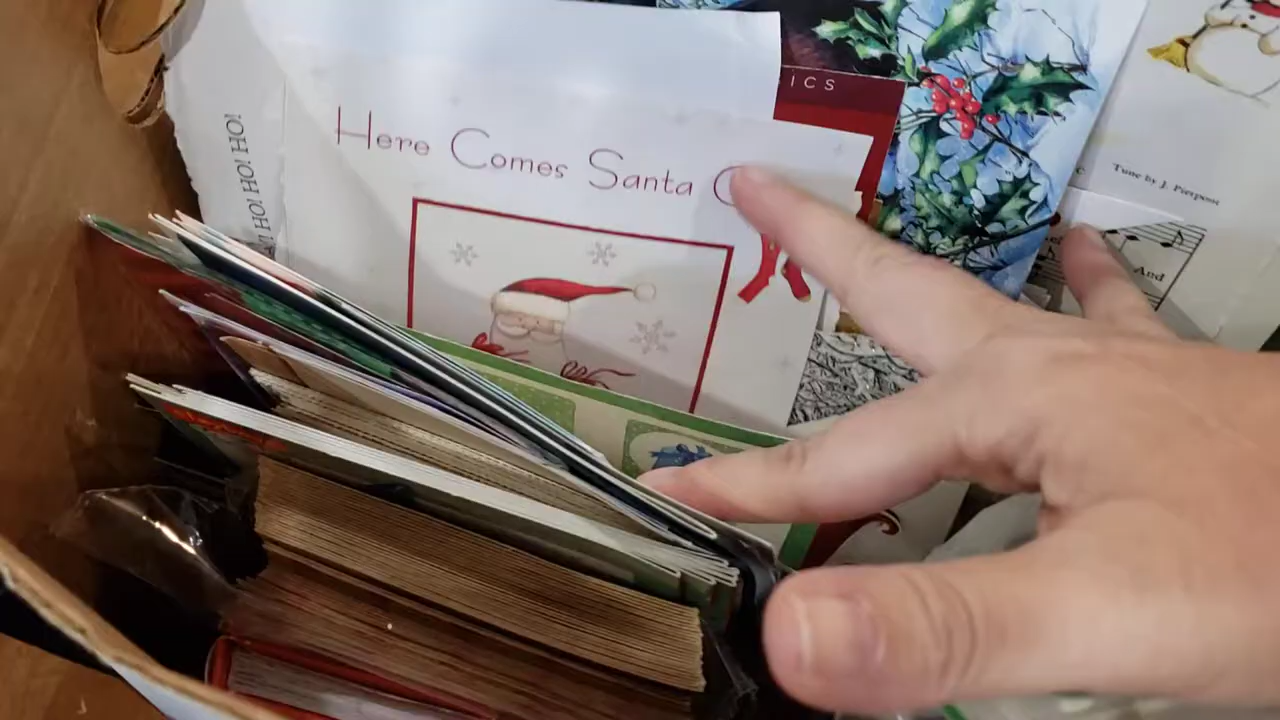 ICS
Here Comes Santa C
HO! HO! HO!
Tune by J. Pierpont
And